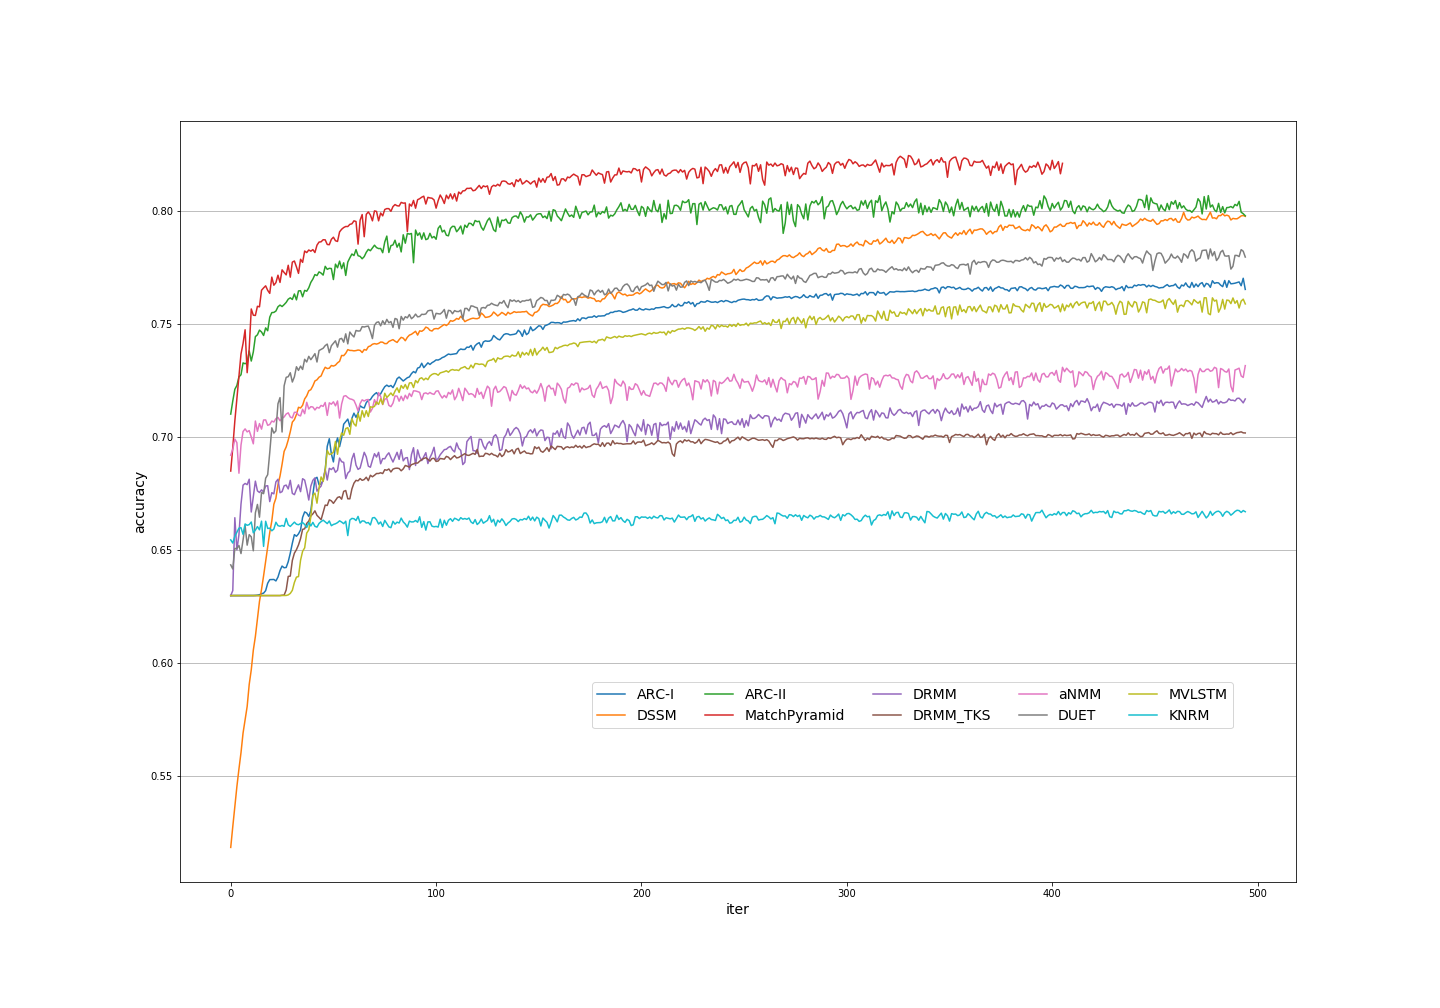 0.80
0.75
0.70
0.65
0.60
0.55
accuracy
ARC-I ARC-II DRMM aNMM MVLSTM
DSSM MatchPyramid DRMM_TKS DUET KNRM
0 100 200 300 400 500
iter